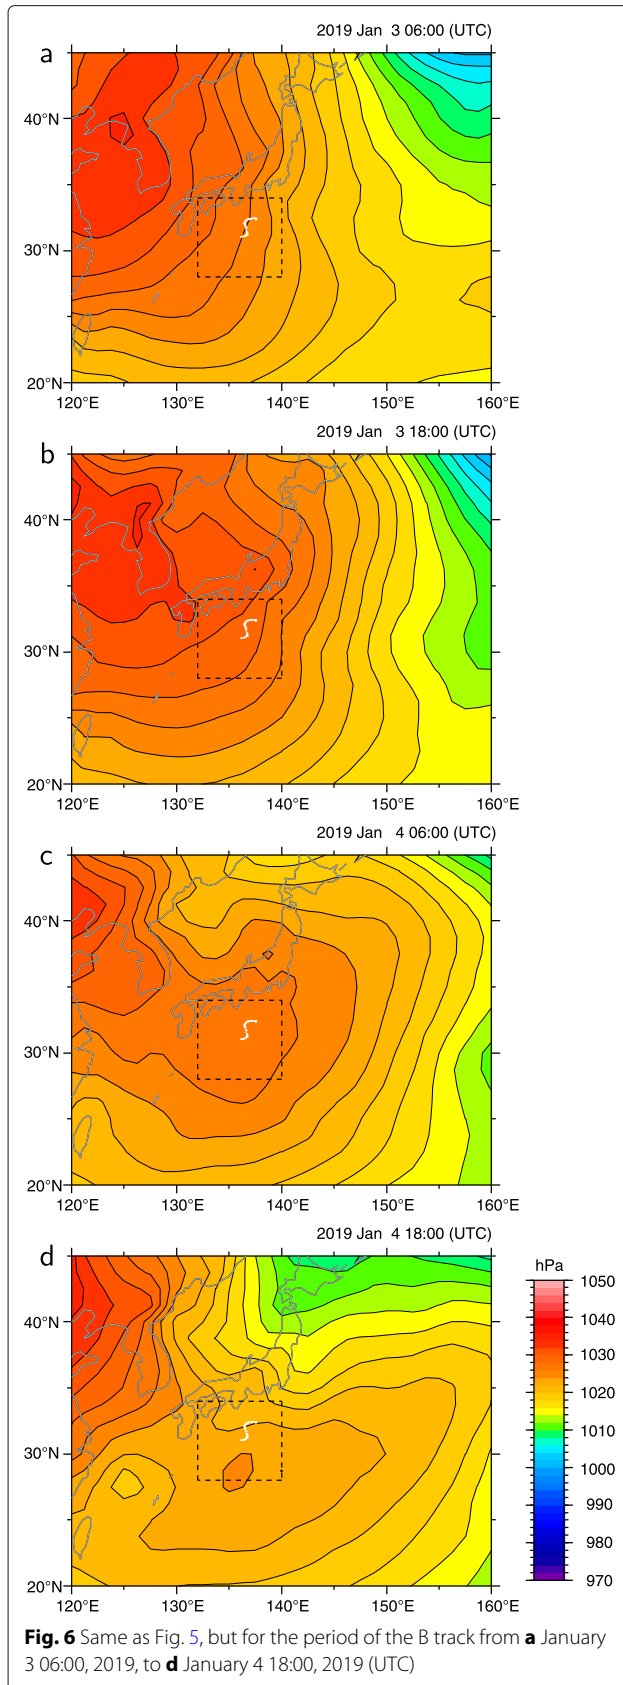 2019 Jan 3 06:00 (UTC)
a
40°N
30°N
20°N
120°E 130°E 140°E 150°E 160°E
2019 Jan 3 18:00 (UTC)
b
40°N
30°N
20°N
120°E 130°E 140°E 150°E 160°E
2019 Jan 4 06:00 (UTC)
c
40°N
30°N
20°N
120°E 130°E 140°E 150°E 160°E
2019 Jan 4 18:00 (UTC)
d
40°N
30°N
20°N
120°E 130°E 140°E 150°E 160°E
hPa
1050
1040
1030
1020
1010
1000
990
980
970
Fig. 6 Same as Fig. 5, but for the period of the B track from a January
3 06:00, 2019, to d January 4 18:00, 2019 (UTC)